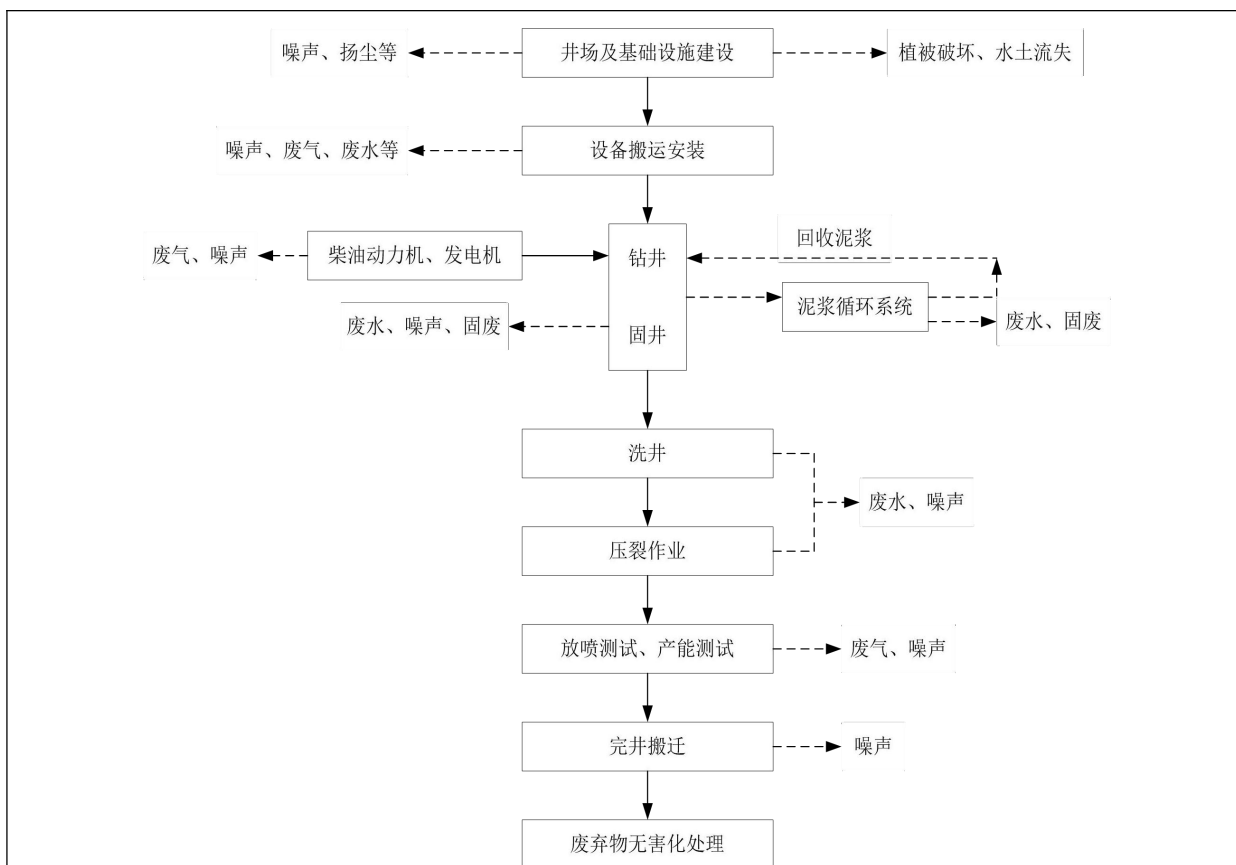 噪声、扬尘等
井场及基础设施建设
植被破坏、水土流失
噪声、废气、废水等
设备搬运安装
回收泥浆
废气、噪声
柴油动力机、发电机
钻井
泥浆循环系统
废水、噪声、固废
固井
废水、固废
洗井
废水、噪声
压裂作业
放喷测试、产能测试
废气、噪声
完井搬迁
噪声
废弃物无害化处理